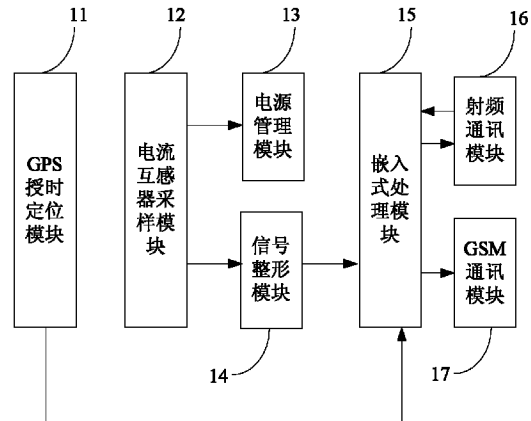 11
12
13
15
16
GPS
授时
定位
模块
电流
互感
器采
样模
块
电源
管理
模块
信号
整形
模块
嵌入
式处
理模
块
射频
通讯
模块
GSM
通讯
模块
14
17